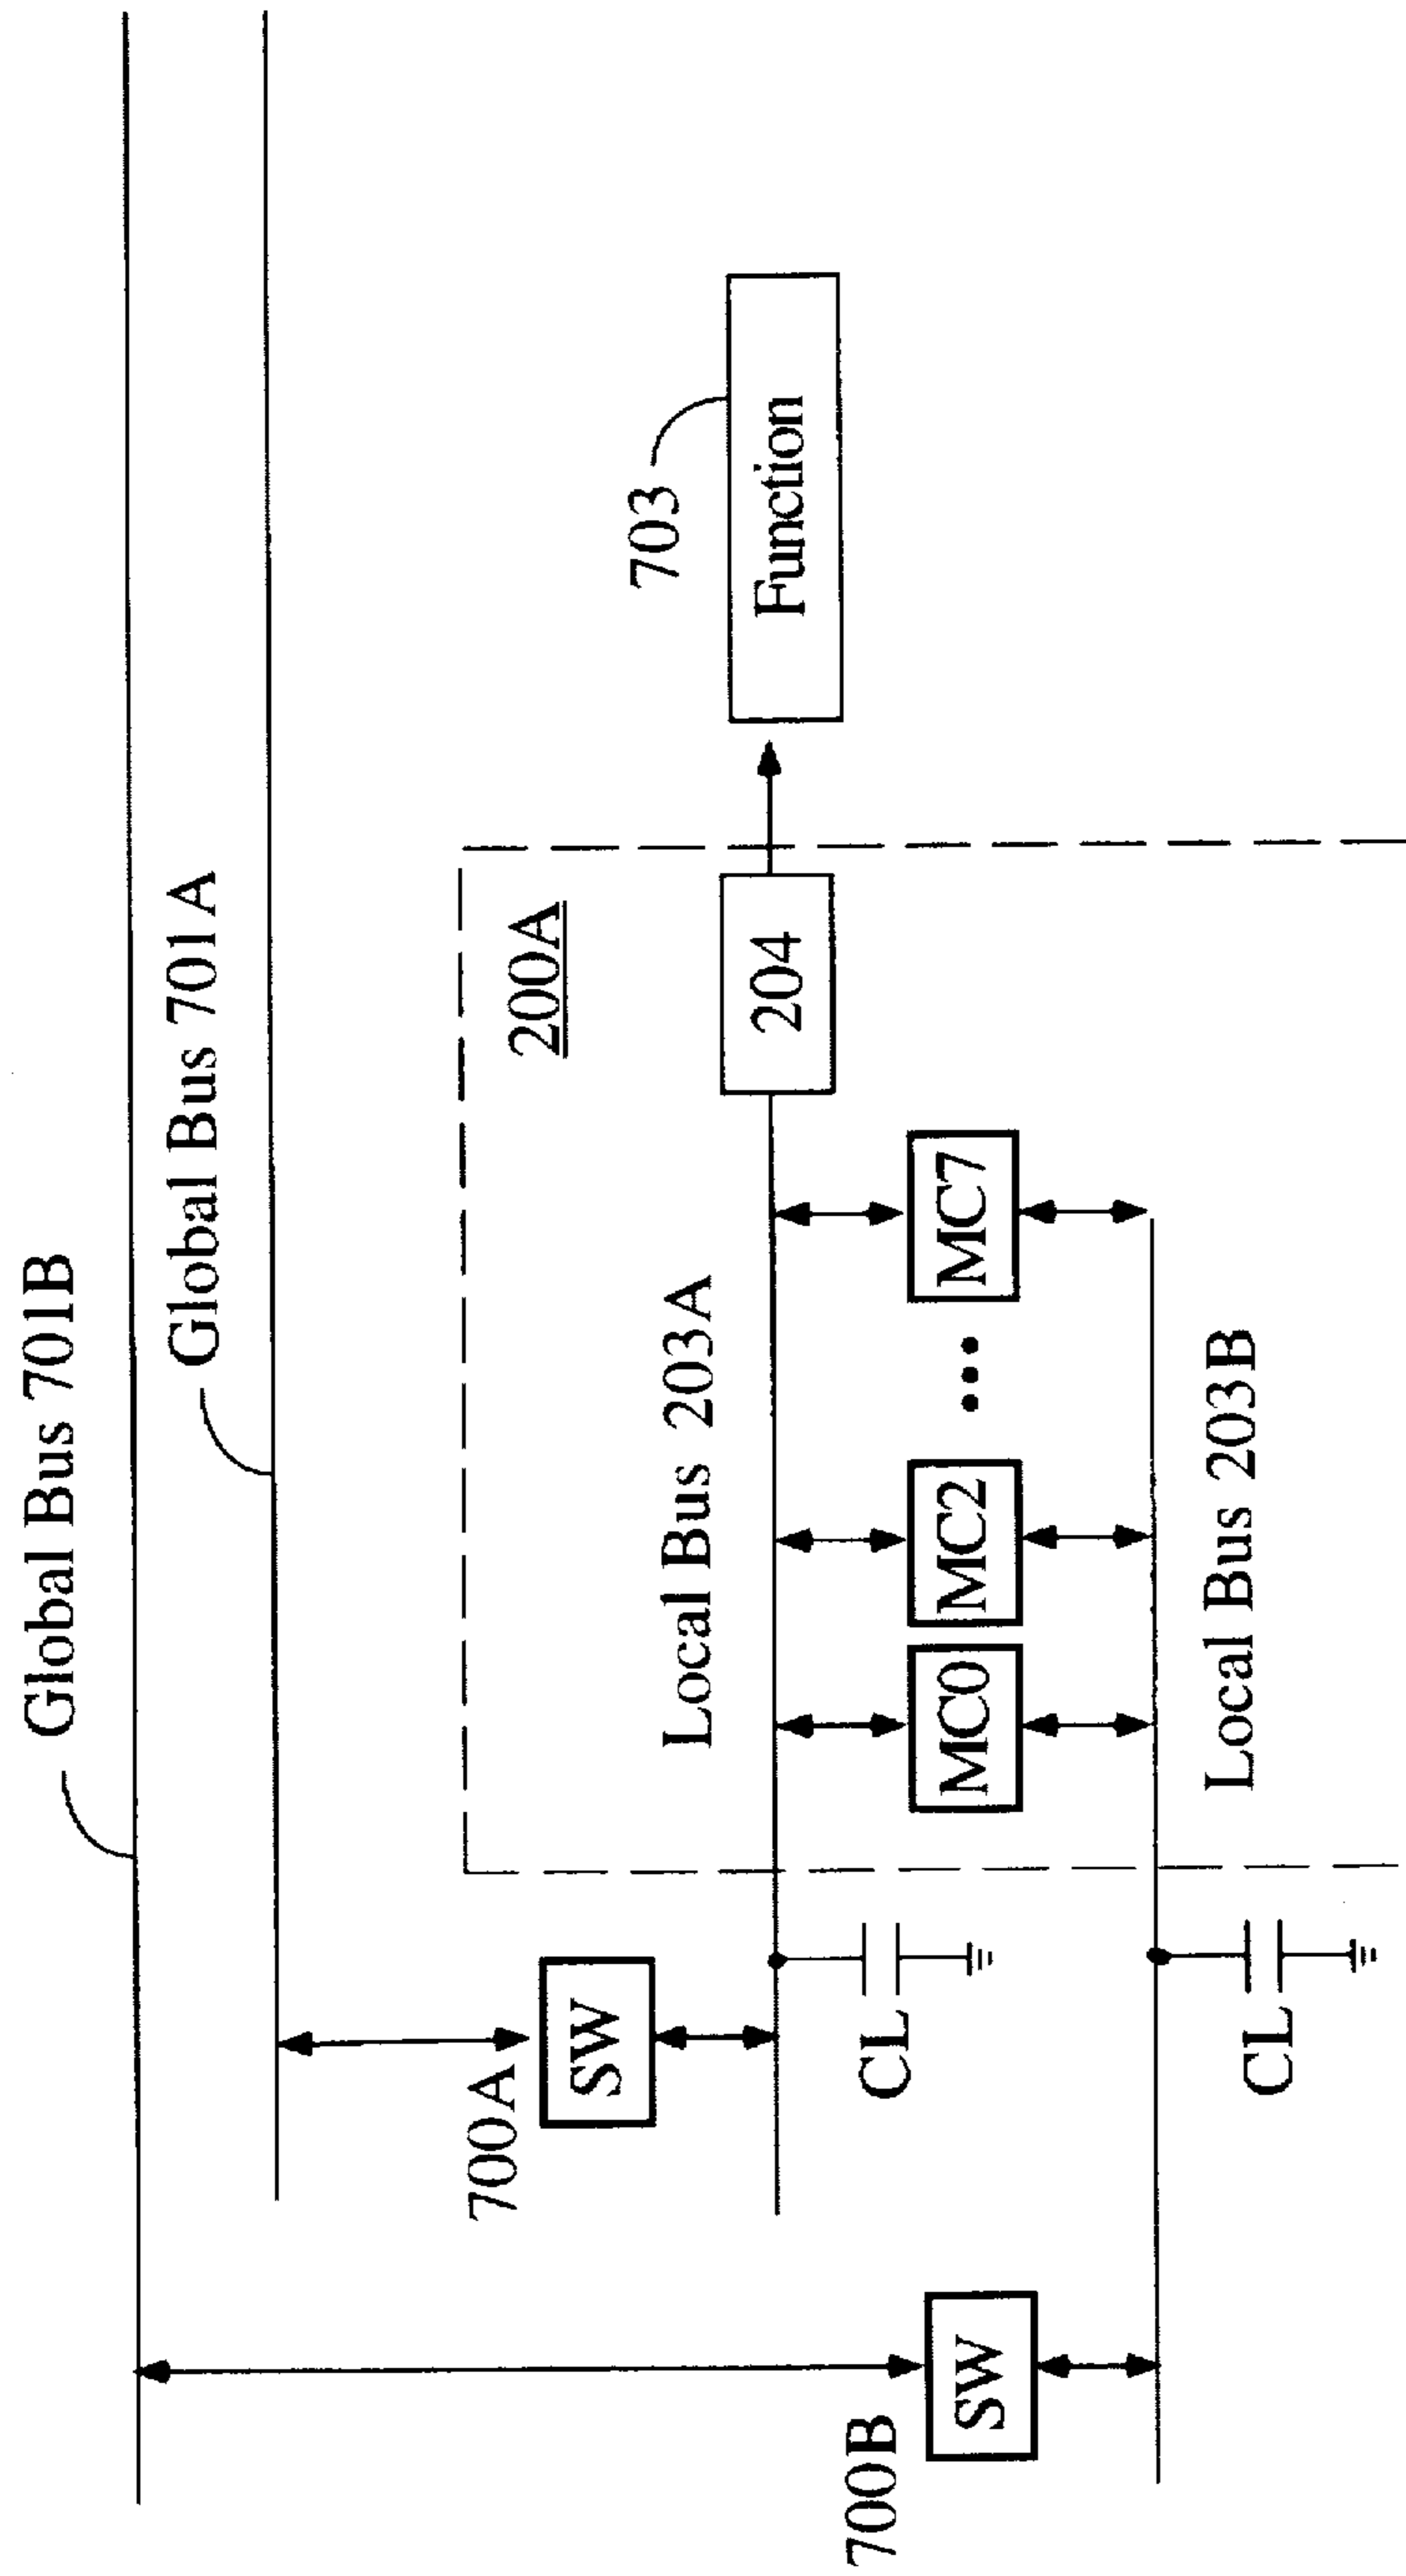 Global Bus 701B
Global Bus 701A
200A
703
Function
204
Local Bus 203A
700A
SW
MC0
MC2
MC7
CL
Local Bus 203B
700B
SW
CL